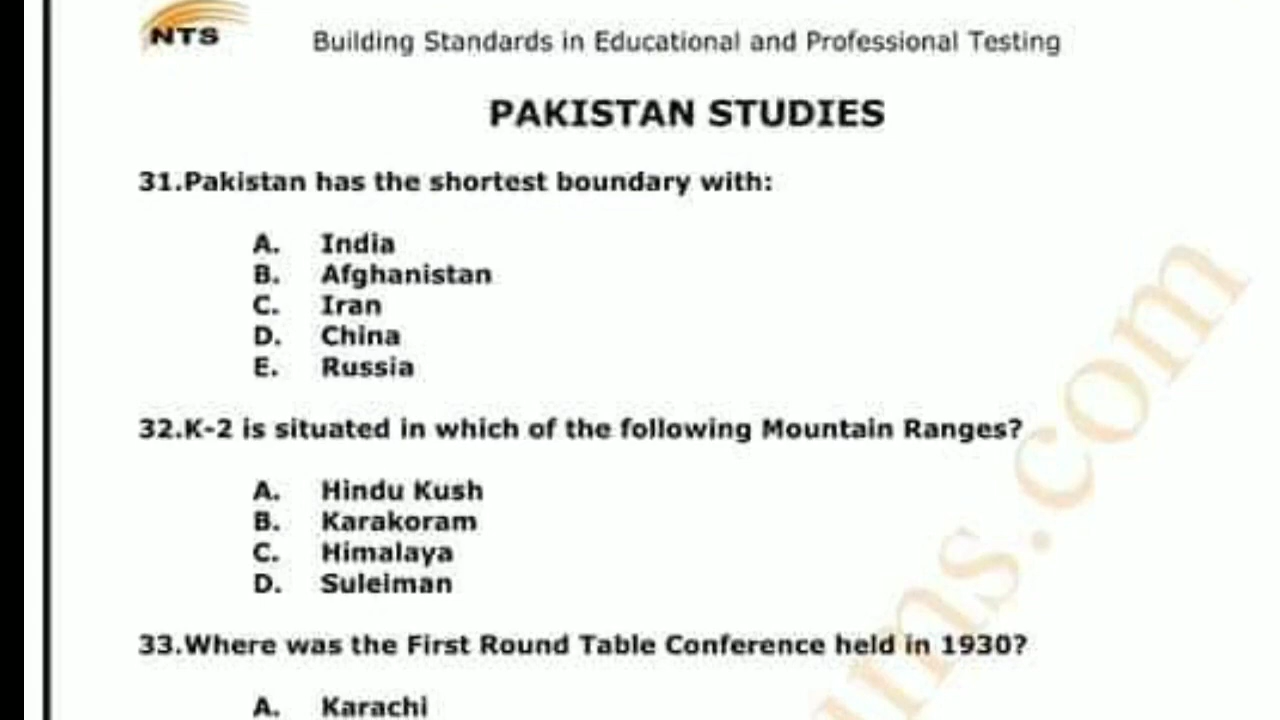 NTS
Building Standards in Educational and Professional Testing
PAKISTAN STUDIES
31.Pakistan has the shortest boundary with:
A. India
B. Afghanistan
C. Iran
D. China
E. Russia
32.K-2 is situated in which of the following Mountain Ranges?
A. Hindu Kush
B. Karakoram
C. Himalaya
D. Suleiman
33.Where was the First Round Table Conference held in 1930?
A. Karachi
ms.com